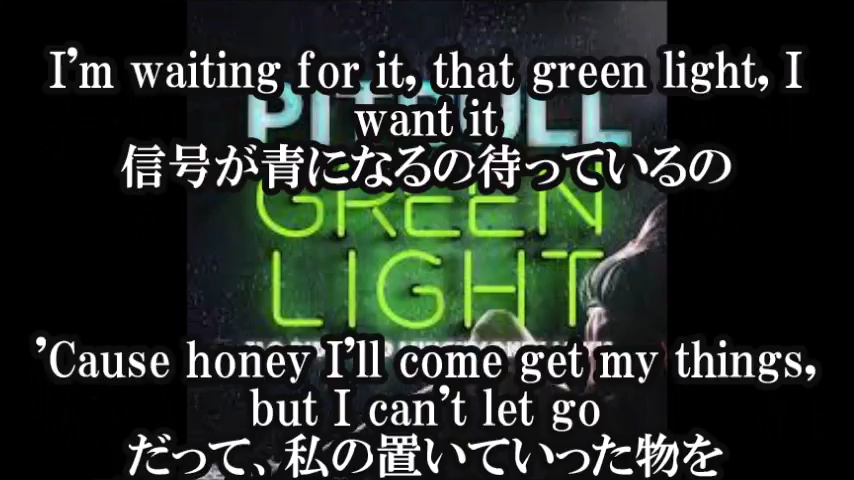 I'm waiting for it, that green light, I
want it
信号が青になるの待っているの
PITBULL
GREEN
LIGHT
'Cause honey I'll come get my things,
but I can't let go
だって、私の置いていった物を